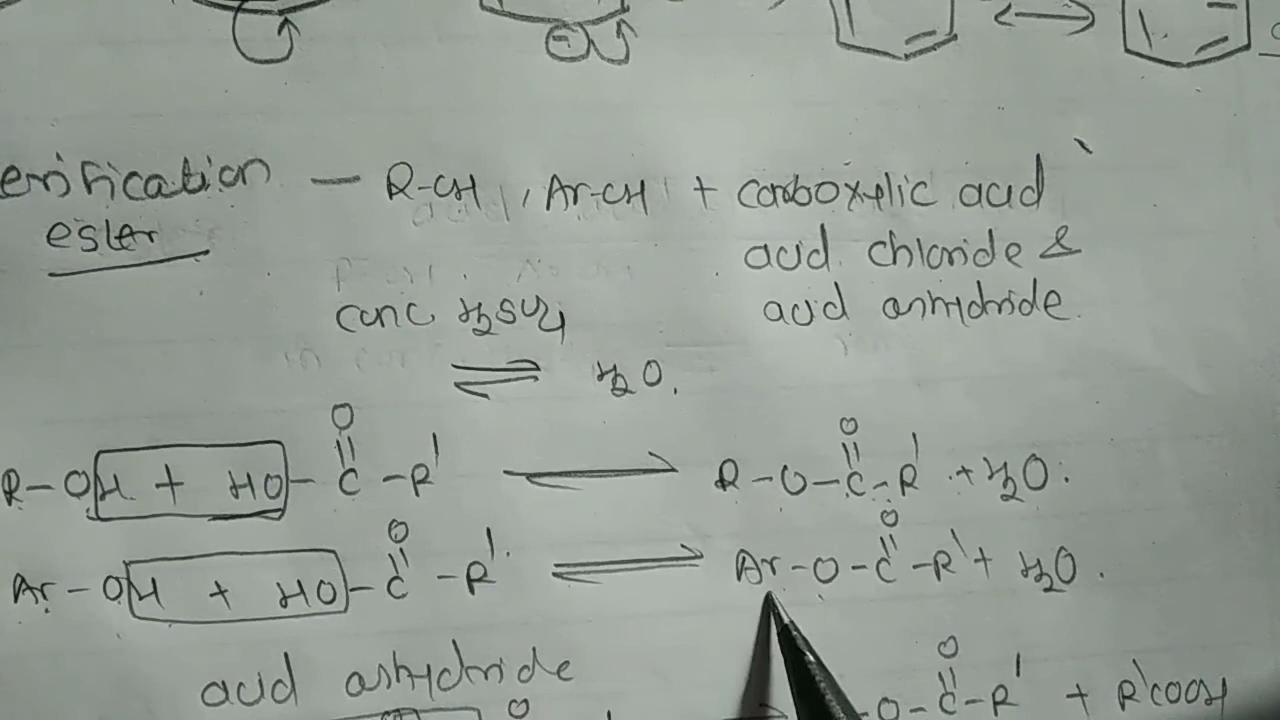 erification — R-OH, Ar-OH + carboxylic acid
ester
acid chloride &
conc H2SO4
acid anhydride.
⇌ H2O.
O
R-OH + HO-C-R' ⇌ R-O-C-R' + H2O.
O
Ar-OH + HO-C-R' ⇌ Ar-O-C-R' + H2O.
acid anhydride
O
-O-C-R' + R'COOH